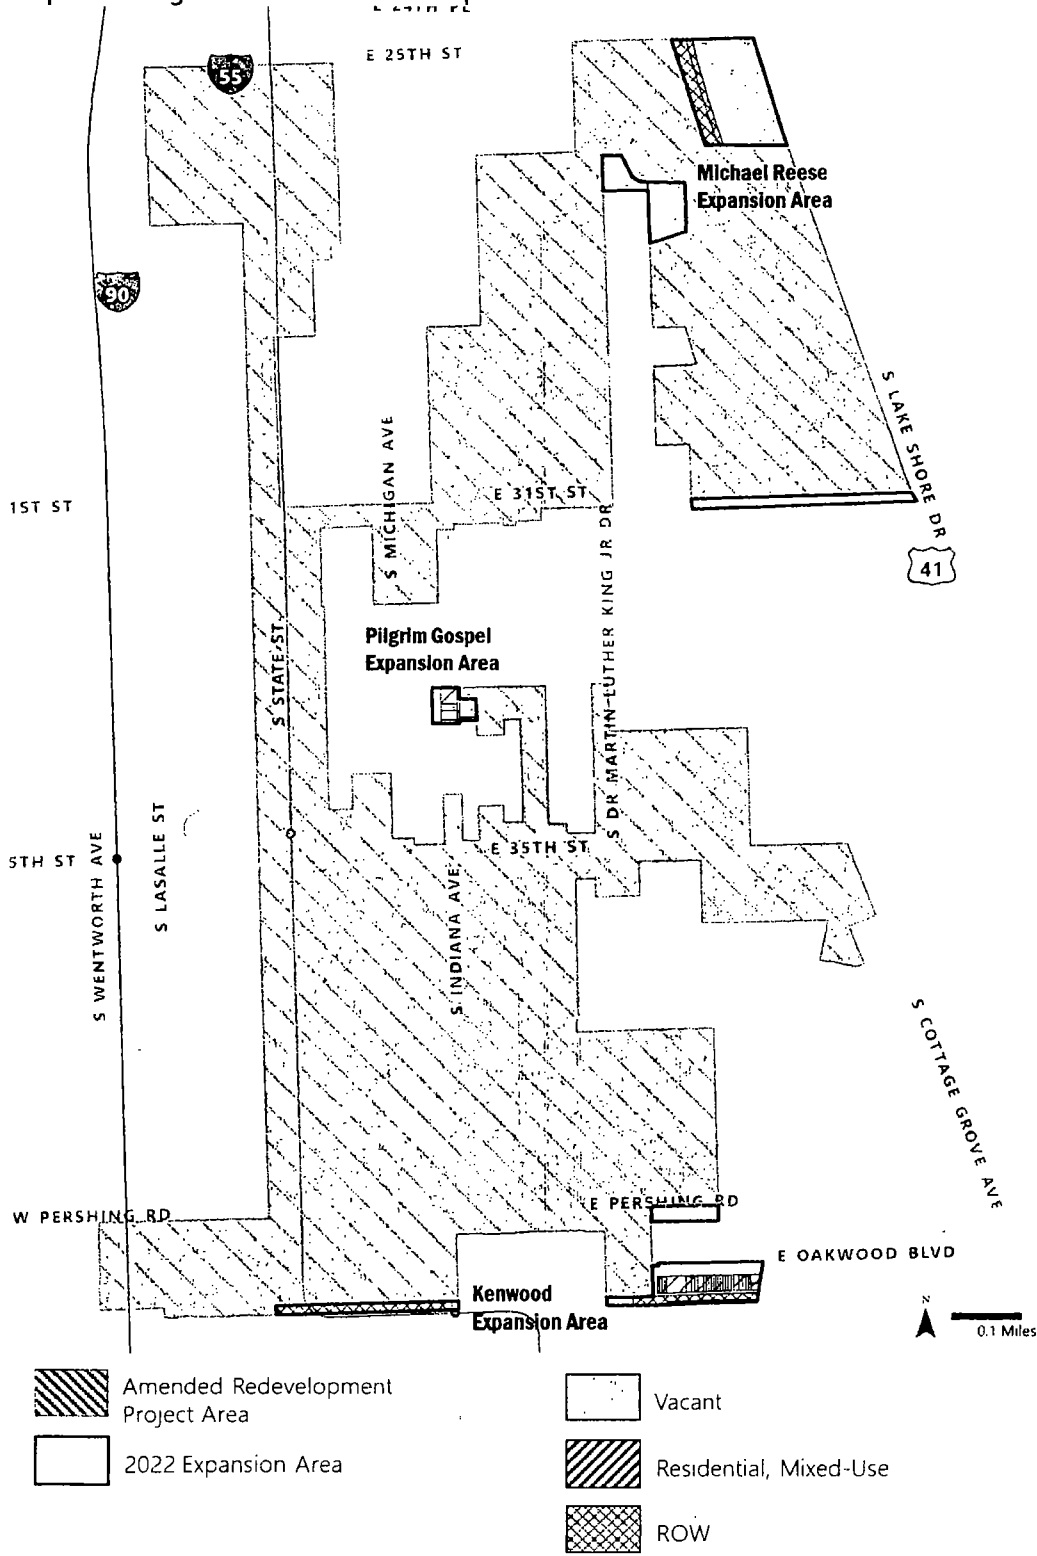 E 25TH ST
55
Michael Reese
Expansion Area
90
S LAKE SHORE DR
S MICHIGAN AVE
E 31ST ST
1ST ST
S DR MARTIN LUTHER KING JR DR
41
Pilgrim Gospel
Expansion Area
S STATE ST
S LASALLE ST
S WENTWORTH AVE
5TH ST
E 35TH ST
S INDIANA AVE
S COTTAGE GROVE AVE
E PERSHING RD
W PERSHING RD
E OAKWOOD BLVD
Kenwood
Expansion Area
N
0.1 Miles
Amended Redevelopment
Project Area
2022 Expansion Area
Vacant
Residential, Mixed-Use
ROW